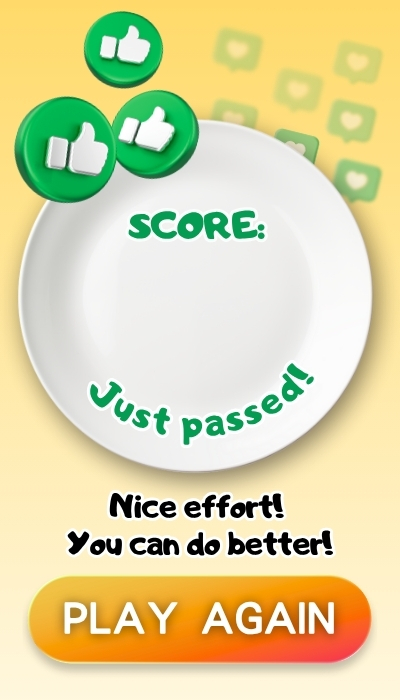 SCORE:
Just passed!
Nice effort!
You can do better!
PLAY AGAIN